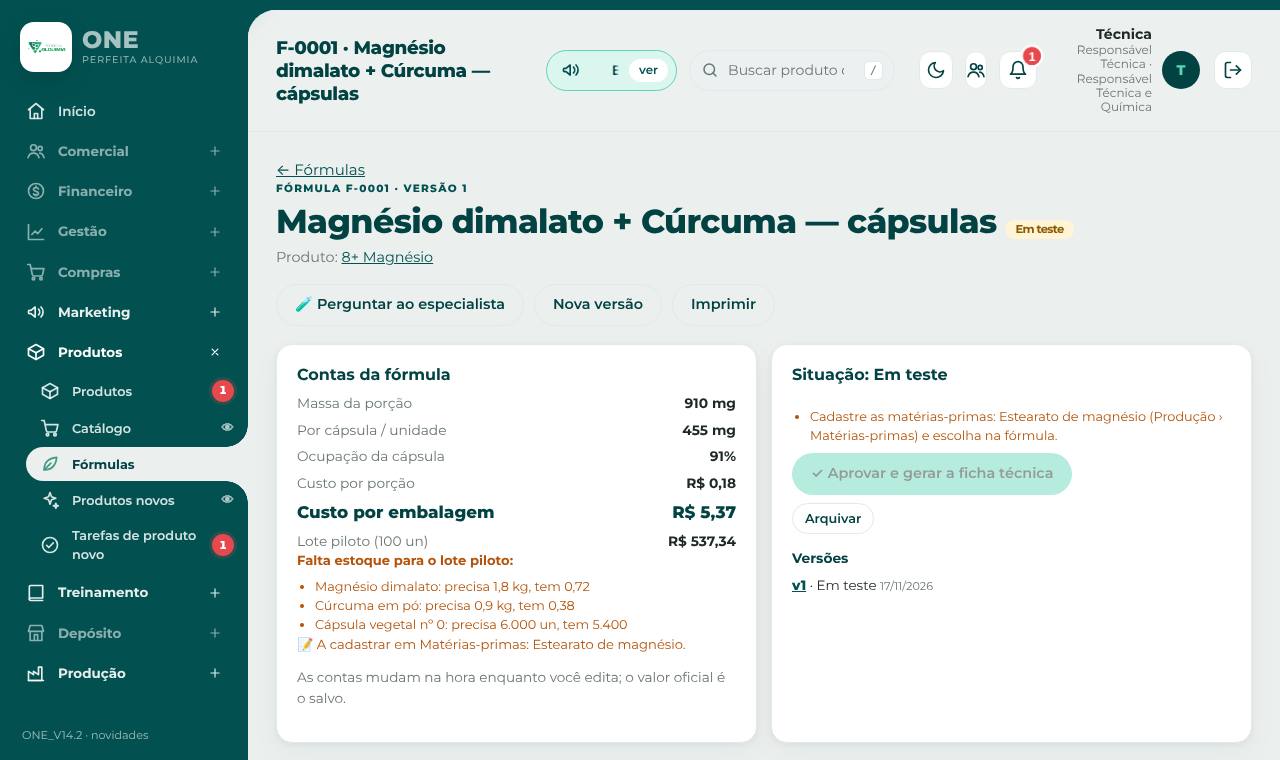 ONE
PERFEITA ALQUIMIA
Início
Comercial +
Financeiro +
Gestão +
Compras +
Marketing +
Produtos ×
Produtos 1
Catálogo
Fórmulas
Produtos novos
Tarefas de produto
novo 1
Treinamento +
Depósito +
Produção +
ONE_V14.2 · novidades
F-0001 · Magnésio
dimalato + Cúrcuma —
cápsulas
E ver
Buscar produto /
1
Técnica
Responsável
Técnica ·
Responsável
Técnica e
Química
T
← Fórmulas
FÓRMULA F-0001 · VERSÃO 1
Magnésio dimalato + Cúrcuma — cápsulas Em teste
Produto: 8+ Magnésio
🧪 Perguntar ao especialista Nova versão Imprimir
Contas da fórmula
Massa da porção 910 mg
Por cápsula / unidade 455 mg
Ocupação da cápsula 91%
Custo por porção R$ 0,18
Custo por embalagem R$ 5,37
Lote piloto (100 un) R$ 537,34
Falta estoque para o lote piloto:
• Magnésio dimalato: precisa 1,8 kg, tem 0,72
• Cúrcuma em pó: precisa 0,9 kg, tem 0,38
• Cápsula vegetal nº 0: precisa 6.000 un, tem 5.400
📝 A cadastrar em Matérias-primas: Estearato de magnésio.
As contas mudam na hora enquanto você edita; o valor oficial é
o salvo.
Situação: Em teste
• Cadastre as matérias-primas: Estearato de magnésio (Produção ›
Matérias-primas) e escolha na fórmula.
✓ Aprovar e gerar a ficha técnica
Arquivar
Versões
v1 · Em teste 17/11/2026